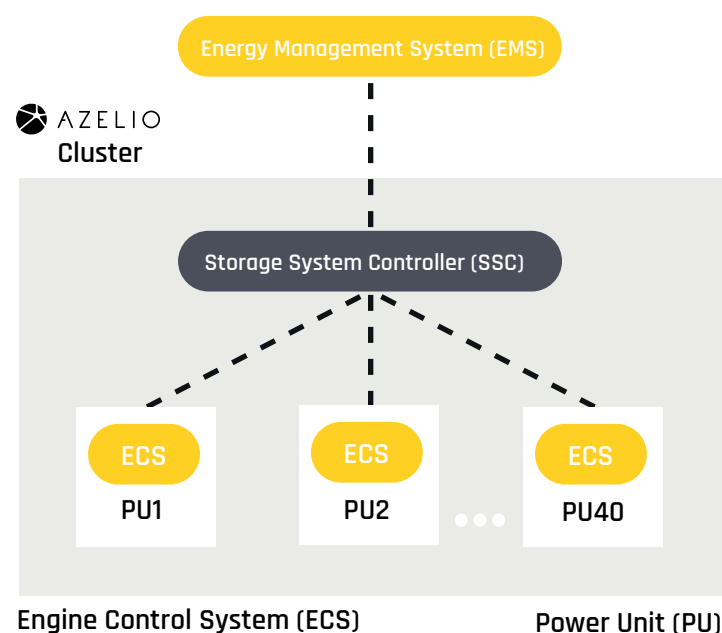 Energy Management System (EMS)
AZELIO
Cluster
Storage System Controller (SSC)
ECS
PU1
ECS
PU2
ECS
PU40
Engine Control System (ECS)
Power Unit (PU)